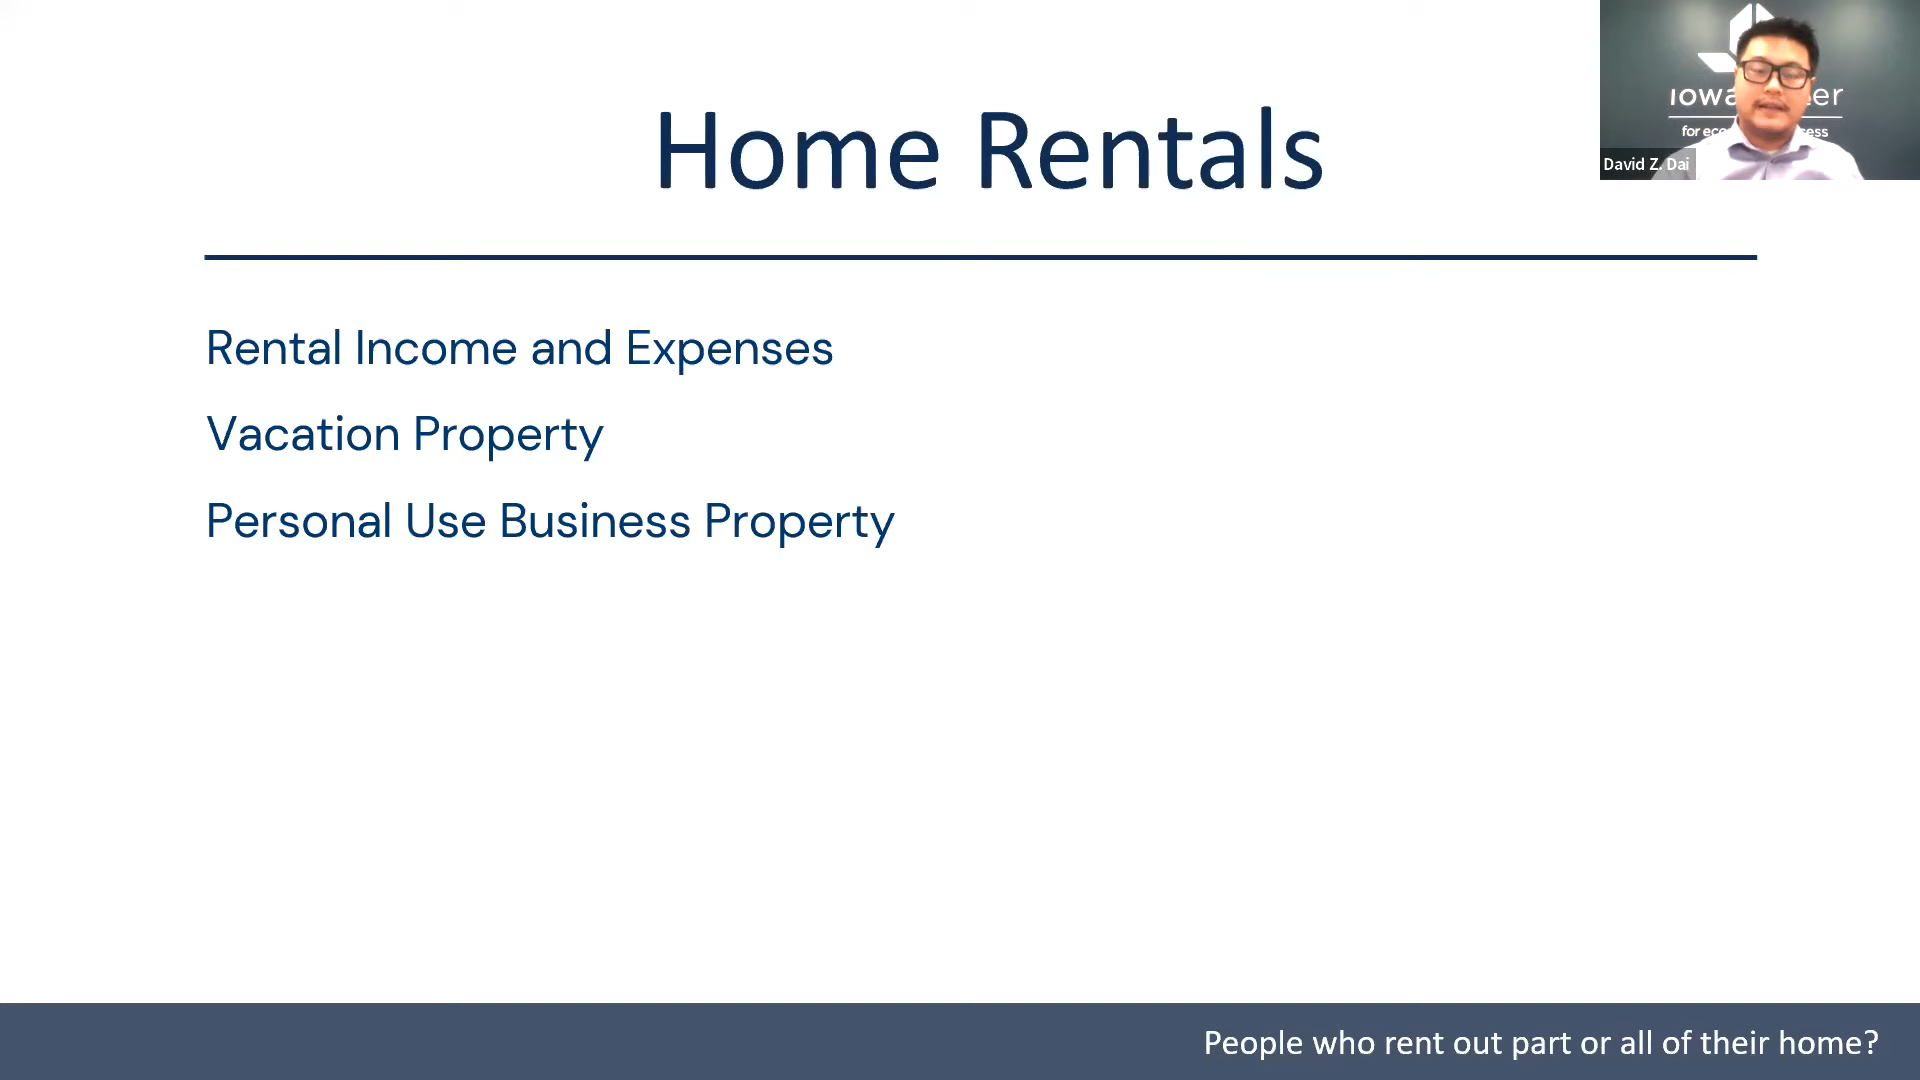 Home Rentals
Rental Income and Expenses
Vacation Property
Personal Use Business Property
People who rent out part or all of their home?
David Z. Dai